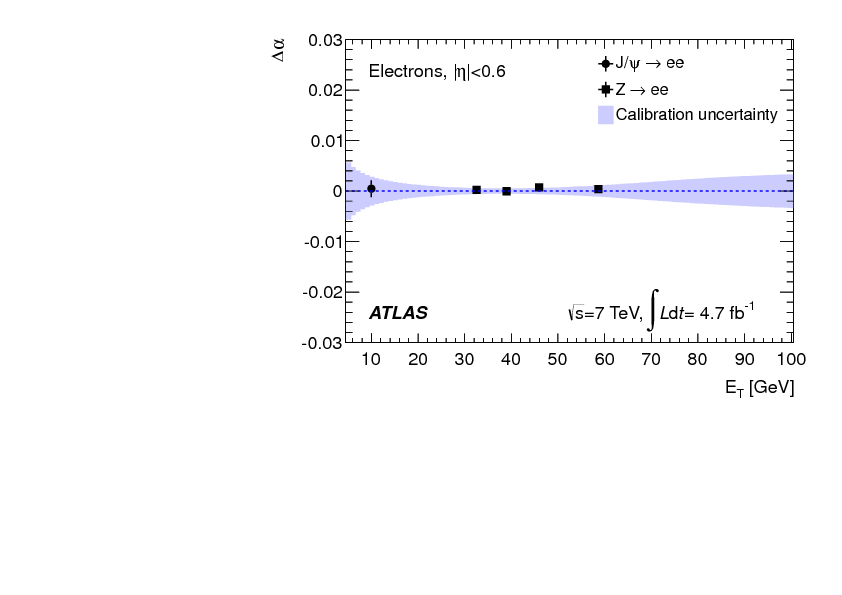 Δα
0.03
0.02
0.01
0
-0.01
-0.02
-0.03
Electrons, |η|<0.6
J/ψ → ee
Z → ee
Calibration uncertainty
ATLAS
√s=7 TeV, ∫Ldt= 4.7 fb⁻¹
10 20 30 40 50 60 70 80 90 100
E_T [GeV]